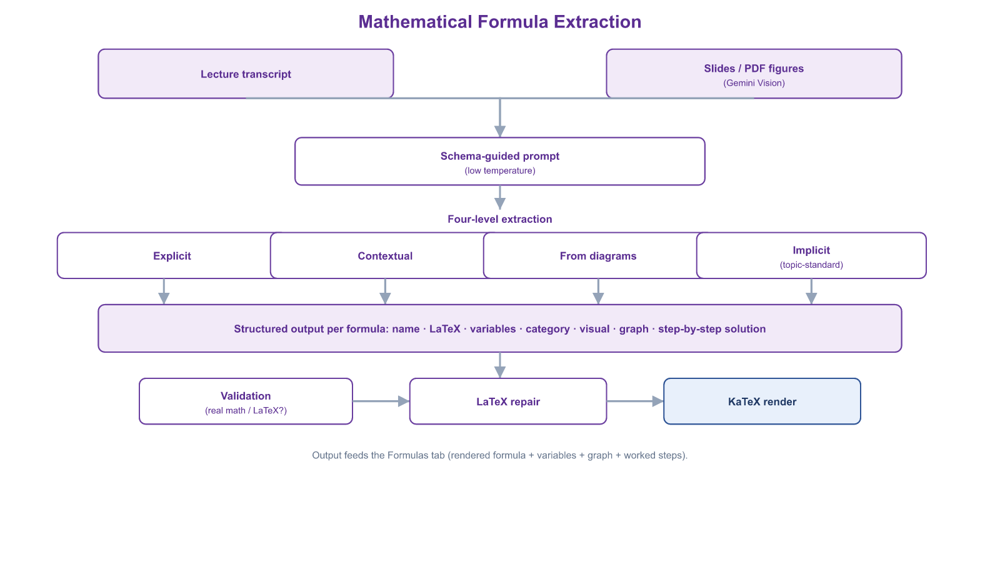 Mathematical Formula Extraction
Lecture transcript
Slides / PDF figures
(Gemini Vision)
Schema-guided prompt
(low temperature)
Four-level extraction
Explicit
Contextual
From diagrams
Implicit
(topic-standard)
Structured output per formula: name · LaTeX · variables · category · visual · graph · step-by-step solution
Validation
(real math / LaTeX?)
LaTeX repair
KaTeX render
Output feeds the Formulas tab (rendered formula + variables + graph + worked steps).